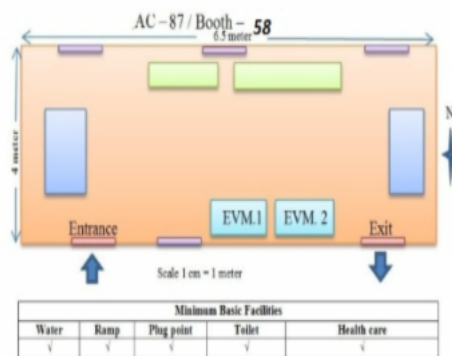 AC – 87 / Booth – 58
6.5 meter
4 meter
N
EVM.1 EVM. 2
Entrance Exit
Scale 1 cm = 1 meter
Minimum Basic Facilities
Water Ramp Plug point Toilet Health care
√ √ √ √ √